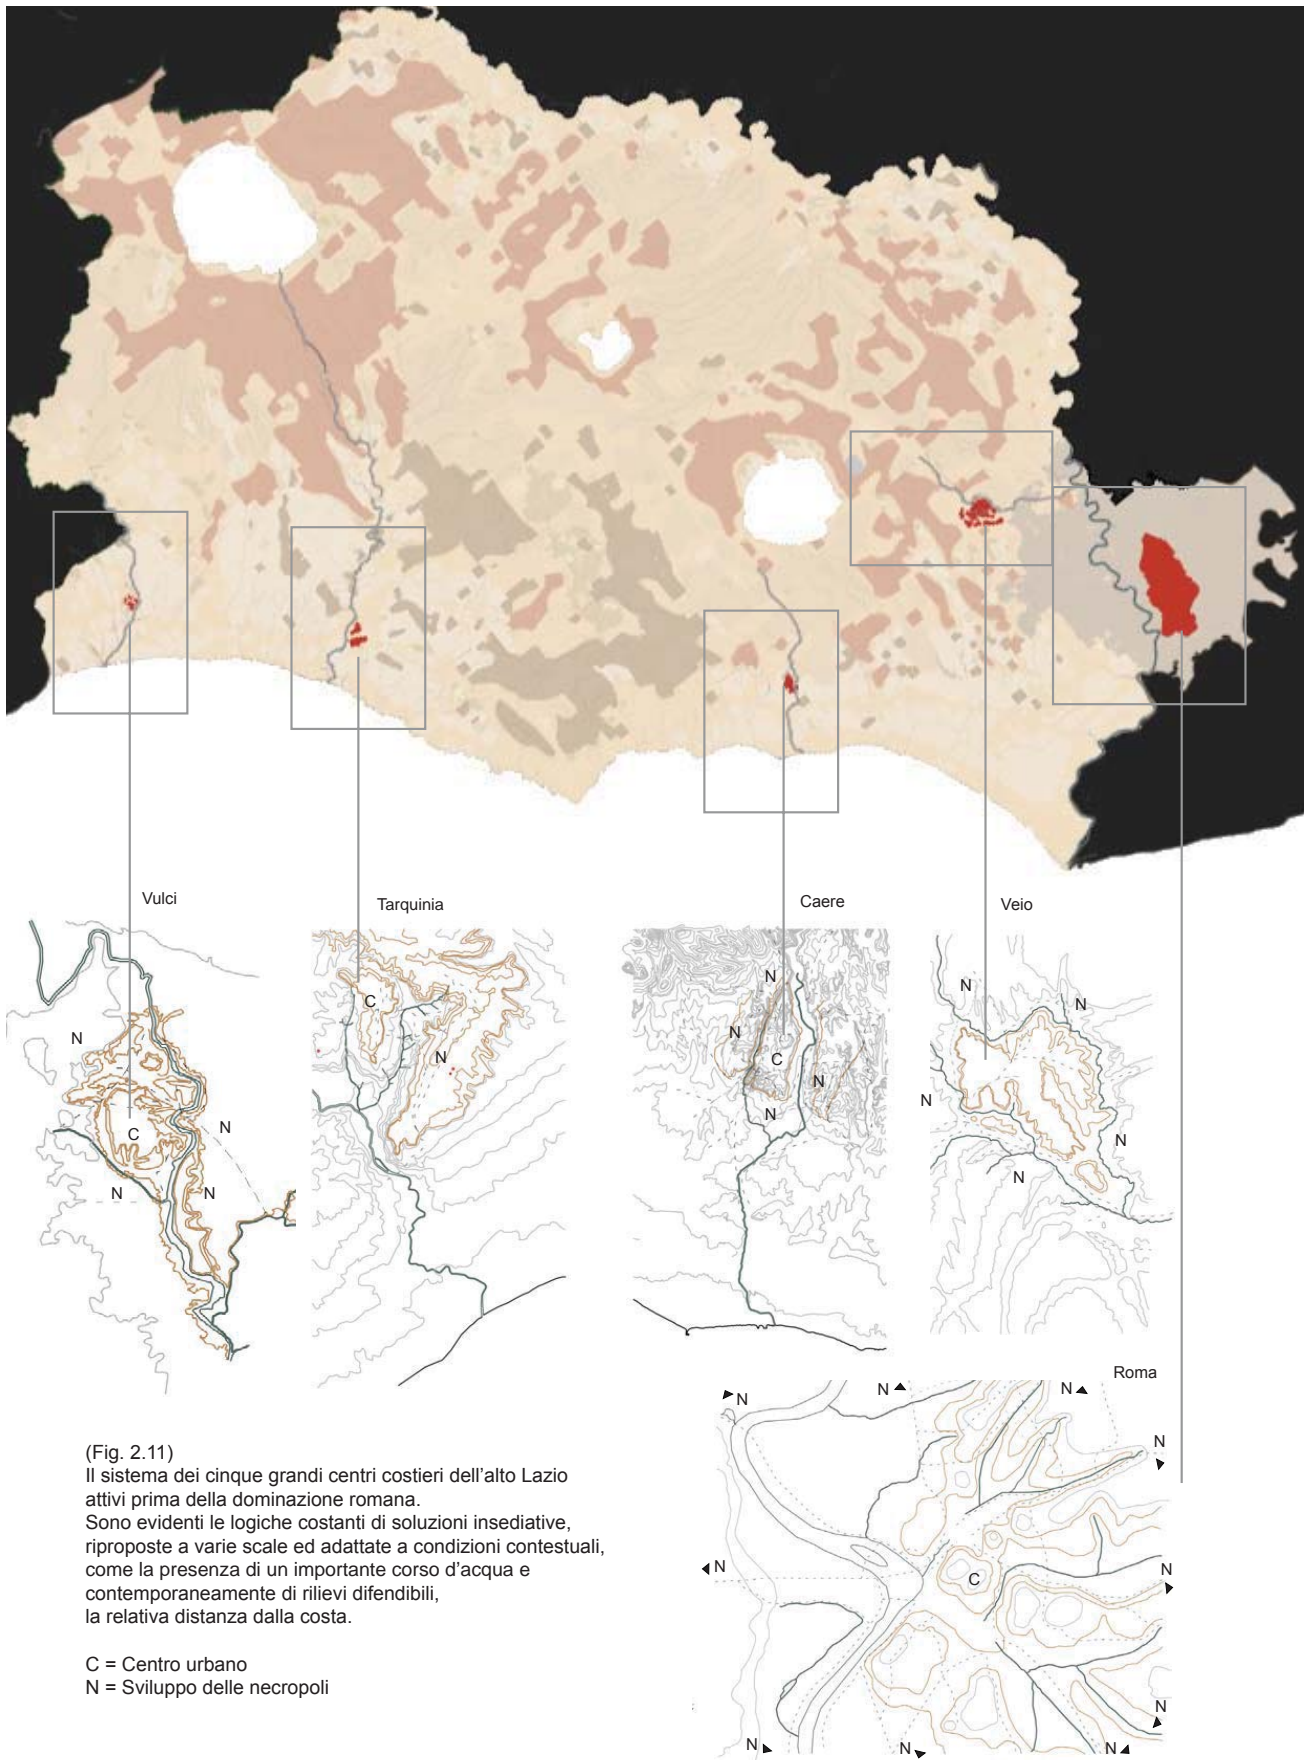 Vulci
Tarquinia
Caere
Veio
N
C
N
N
N
C
N
N
N
C
N
N
N
N
N
N
N
Roma
N
N
N
N
N
N
C
N
N
N
N
(Fig. 2.11)
Il sistema dei cinque grandi centri costieri dell'alto Lazio
attivi prima della dominazione romana.
Sono evidenti le logiche costanti di soluzioni insediative,
riproposte a varie scale ed adattate a condizioni contestuali,
come la presenza di un importante corso d'acqua e
contemporaneamente di rilievi difendibili,
la relativa distanza dalla costa.
C = Centro urbano
N = Sviluppo delle necropoli